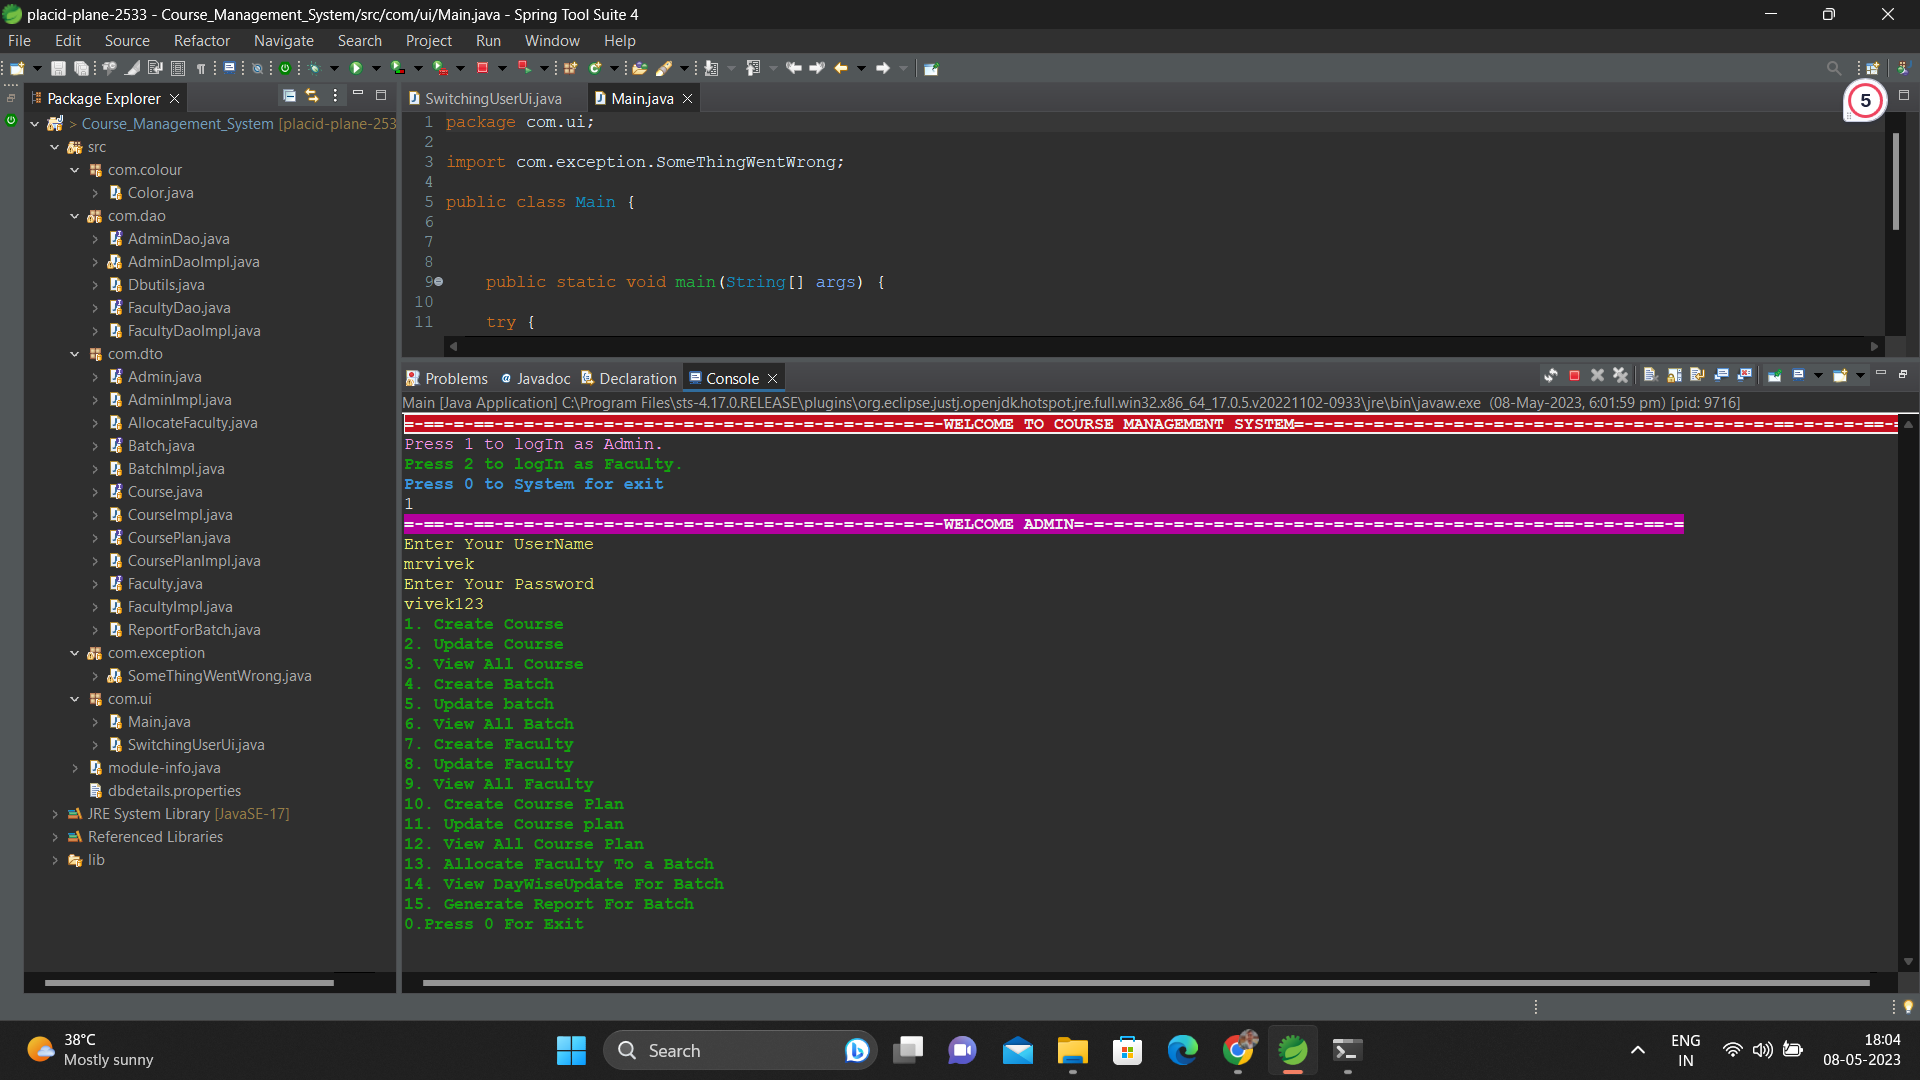 placid-plane-2533 - Course_Management_System/src/com/ui/Main.java - Spring Tool Suite 4
File Edit Source Refactor Navigate Search Project Run Window Help
Package Explorer
> Course_Management_System [placid-plane-253
src
com.colour
Color.java
com.dao
AdminDao.java
AdminDaoImpl.java
Dbutils.java
FacultyDao.java
FacultyDaoImpl.java
com.dto
Admin.java
AdminImpl.java
AllocateFaculty.java
Batch.java
BatchImpl.java
Course.java
CourseImpl.java
CoursePlan.java
CoursePlanImpl.java
Faculty.java
FacultyImpl.java
ReportForBatch.java
com.exception
SomeThingWentWrong.java
com.ui
Main.java
SwitchingUserUi.java
module-info.java
dbdetails.properties
JRE System Library [JavaSE-17]
Referenced Libraries
lib
SwitchingUserUi.java Main.java
5
1 package com.ui;
2
3 import com.exception.SomeThingWentWrong;
4
5 public class Main {
6
7
8
9 public static void main(String[] args) {
10
11 try {
Problems Javadoc Declaration Console
Main [Java Application] C:\Program Files\sts-4.17.0.RELEASE\plugins\org.eclipse.justj.openjdk.hotspot.jre.full.win32.x86_64_17.0.5.v20221102-0933\jre\bin\javaw.exe (08-May-2023, 6:01:59 pm) [pid: 9716]
=-==-=-==-=-=-=-=-=-=-=-=-=-=-=-=-=-=-=-=-=-=-=-=-=-=-WELCOME TO COURSE MANAGEMENT SYSTEM=-=-=-=-=-=-=-=-=-=-=-=-=-=-=-=-=-=-=-=-=-=-=-=-==-=-=-=-==-=
Press 1 to logIn as Admin.
Press 2 to logIn as Faculty.
Press 0 to System for exit
1
=-==-=-==-=-=-=-=-=-=-=-=-=-=-=-=-=-=-=-=-=-=-=-=-=-=-WELCOME ADMIN=-=-=-=-=-=-=-=-=-=-=-=-=-=-=-=-=-=-=-=-=-=-=-=-==-=-=-=-==-=
Enter Your UserName
mrvivek
Enter Your Password
vivek123
1. Create Course
2. Update Course
3. View All Course
4. Create Batch
5. Update batch
6. View All Batch
7. Create Faculty
8. Update Faculty
9. View All Faculty
10. Create Course Plan
11. Update Course plan
12. View All Course Plan
13. Allocate Faculty To a Batch
14. View DayWiseUpdate For Batch
15. Generate Report For Batch
0.Press 0 For Exit
38°C
Mostly sunny
Search
ENG
IN
18:04
08-05-2023